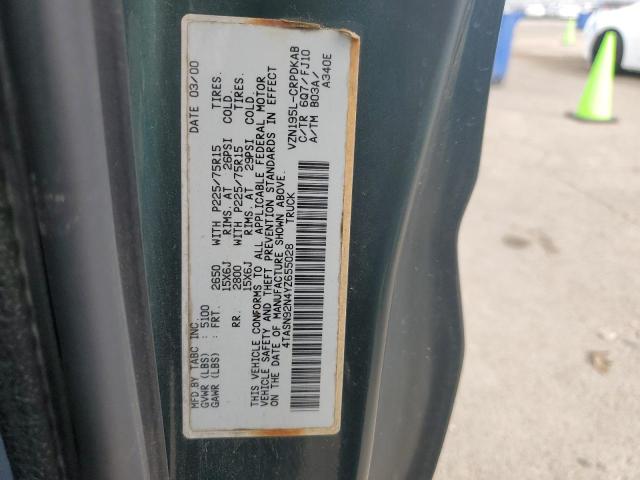 MFD.BY TABC INC. 03/00
GVWR (LBS) : 5100
GAWR (LBS) : FRT. 2650 WITH P225/75R15 TIRES.
15X6J RIMS. AT 26PSI COLD.
RR. 2800 WITH P225/75R15 TIRES.
15X6J RIMS. AT 29PSI COLD.
THIS VEHICLE CONFORMS TO ALL APPLICABLE FEDERAL MOTOR
VEHICLE SAFETY AND THEFT PREVENTION STANDARDS IN EFFECT
ON THE DATE OF MANUFACTURE SHOWN ABOVE.
4TASN92N4YZ655028 TRUCK
VZN195L-CRPDKAB
C/TR 6Q7/FJ10
A/TM B03A/
A340E